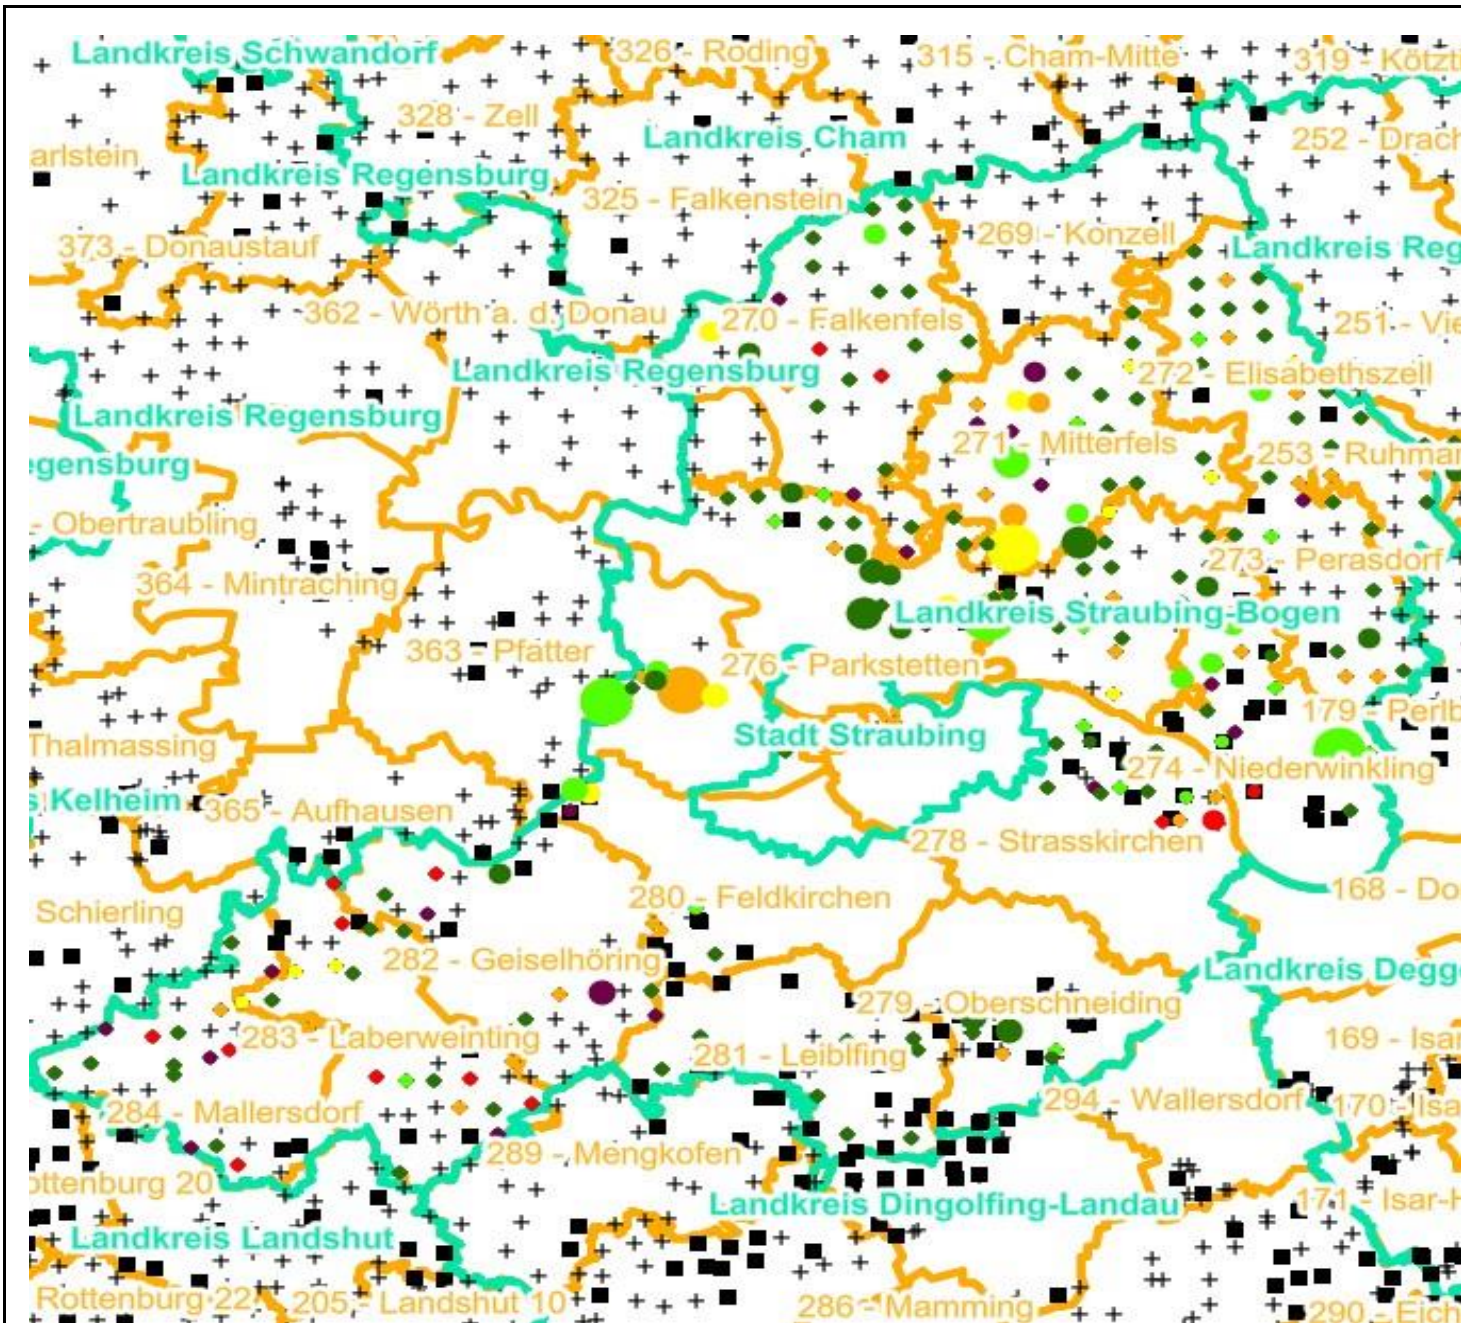 Landkreis Schwandorf
326 - Roding
315 - Cham-Mitte
319 - Kötzti
328 - Zell
Landkreis Cham
252 - Drach
arlstein
Landkreis Regensburg
325 - Falkenstein
373 - Donaustauf
269 - Konzell
Landkreis Reg
362 - Wörth a. d. Donau
270 - Falkenfels
251 - Vie
Landkreis Regensburg
272 - Elisabethszell
Landkreis Regensburg
271 - Mitterfels
253 - Ruhmar
egensburg
- Obertraubling
273 - Perasdorf
364 - Mintraching
Landkreis Straubing-Bogen
363 - Pfatter
276 - Parkstetten
179 - Perlb
Thalmassing
Stadt Straubing
274 - Niederwinkling
s Kelheim
365 - Aufhausen
278 - Strasskirchen
280 - Feldkirchen
168 - Do
Schierling
282 - Geiselhöring
Landkreis Degge
279 - Oberschneiding
283 - Laberweinting
169 - Isar
281 - Leiblfing
284 - Mallersdorf
294 - Wallersdorf
170 - Isa
289 - Mengkofen
ottenburg 20
Landkreis Dingolfing-Landau
171 - Isar-H
Landkreis Landshut
Rottenburg 22
205 - Landshut 10
286 - Mamming
290 - Eich